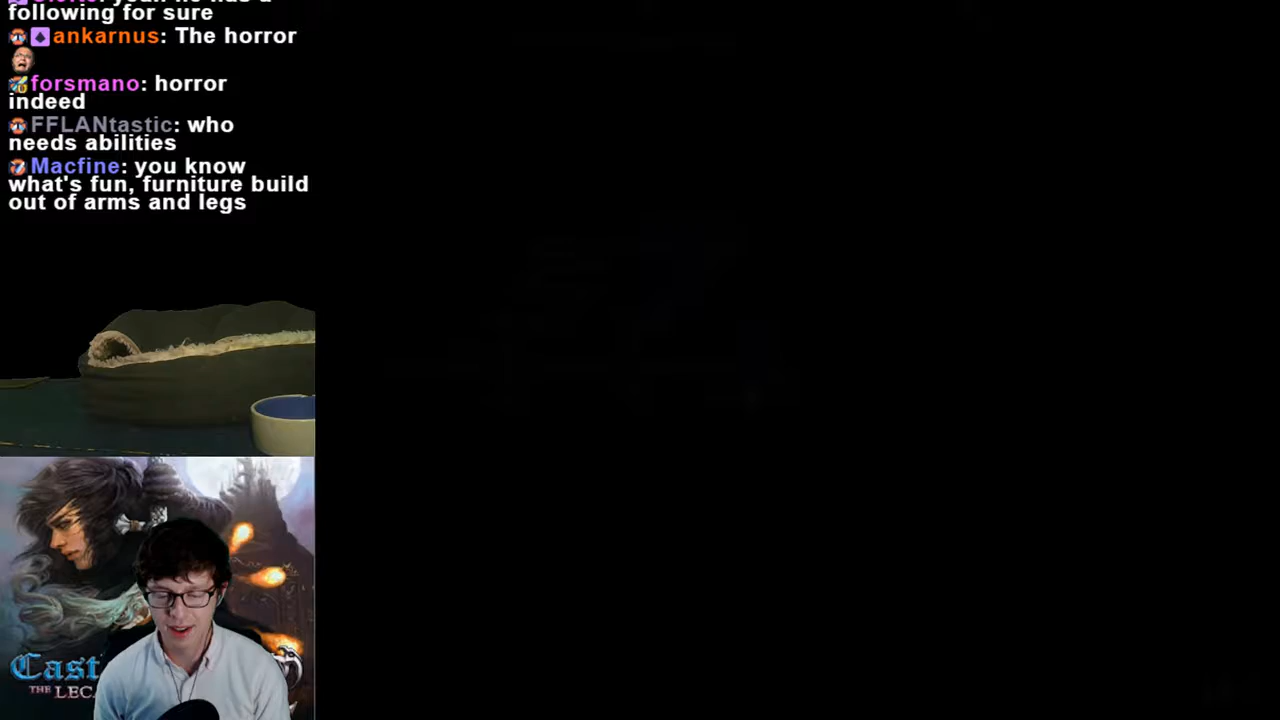 following for sure
ankarnus: The horror
forsmano: horror
indeed
FFLANtastic: who
needs abilities
Macfine: you know
what's fun, furniture build
out of arms and legs
Cast
THE LEC